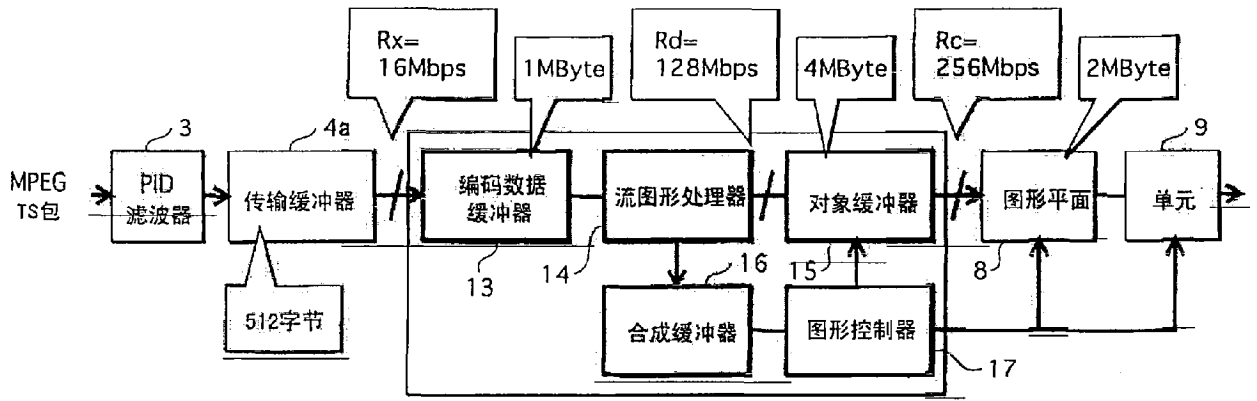 Rx=
16Mbps
1MByte
Rd=
128Mbps
4MByte
Rc=
256Mbps
2MByte
3
4a
9
MPEG
TS包
PID
滤波器
传输缓冲器
编码数据
缓冲器
流图形处理器
对象缓冲器
图形平面
单元
13
14
16
15
8
512字节
合成缓冲器
图形控制器
17